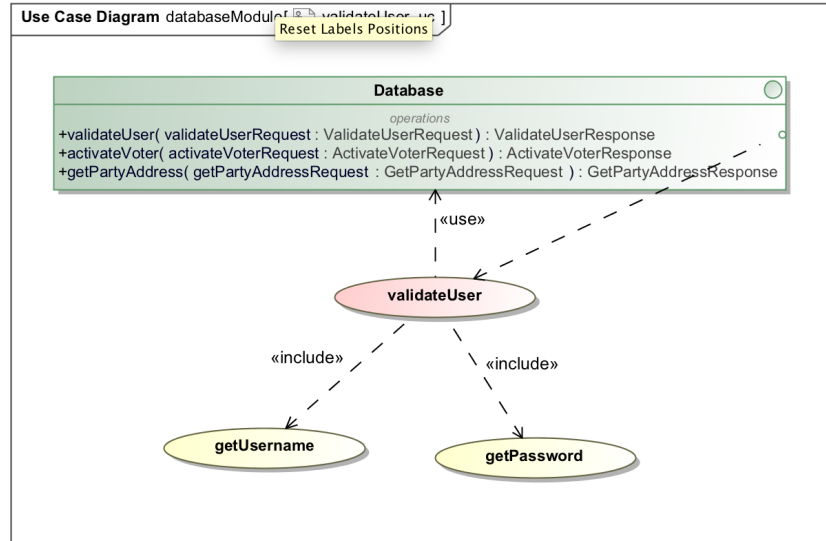 Use Case Diagram databaseModule[ validateUser_uc ]
Reset Labels Positions
Database
operations
+validateUser( validateUserRequest : ValidateUserRequest ) : ValidateUserResponse
+activateVoter( activateVoterRequest : ActivateVoterRequest ) : ActivateVoterResponse
+getPartyAddress( getPartyAddressRequest : GetPartyAddressRequest ) : GetPartyAddressResponse
«use»
validateUser
«include»
«include»
getUsername
getPassword